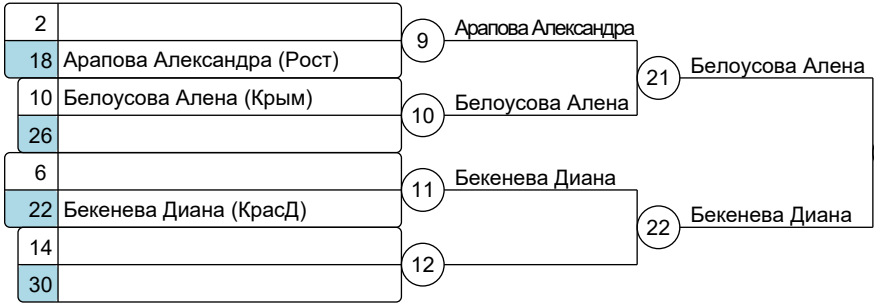 2
9
Арапова Александра
18 Арапова Александра (Рост)
21
Белоусова Алена
10 Белоусова Алена (Крым)
10
Белоусова Алена
26
6
11
Бекенева Диана
22 Бекенева Диана (КрасД)
22
Бекенева Диана
14
12
30